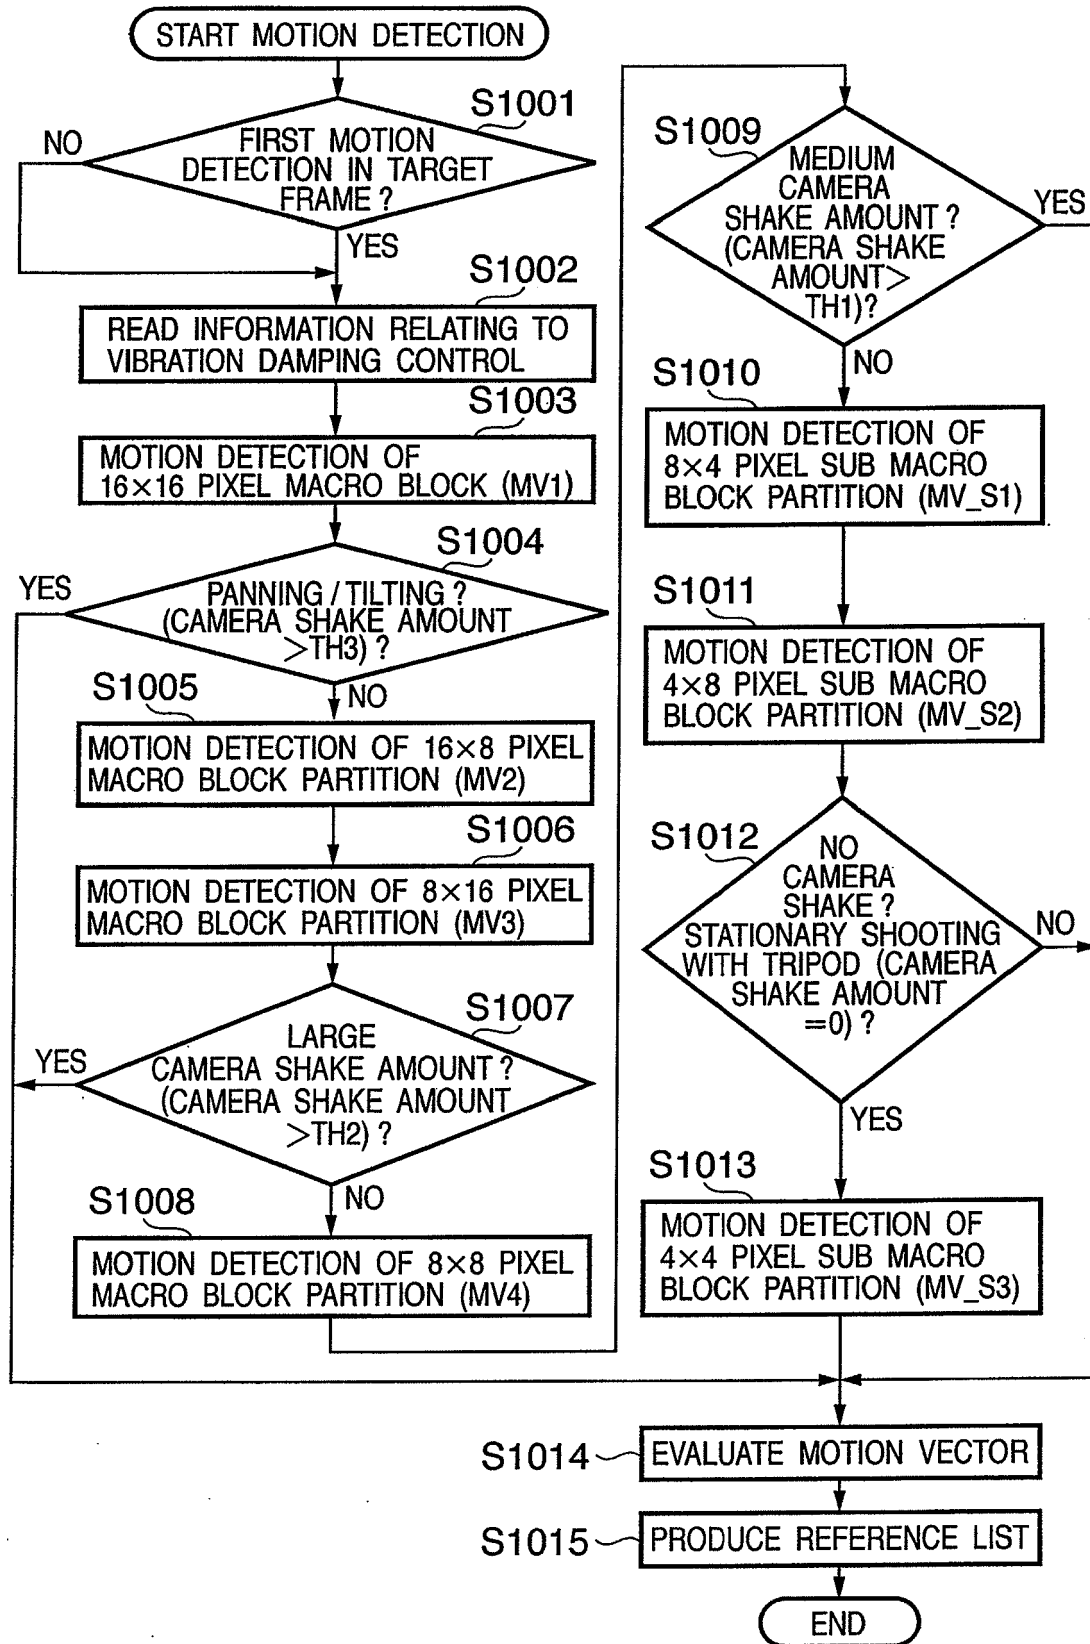 START MOTION DETECTION
S1001
NO
FIRST MOTION
DETECTION IN TARGET
FRAME ?
YES
S1002
READ INFORMATION RELATING TO
VIBRATION DAMPING CONTROL
S1003
MOTION DETECTION OF
16×16 PIXEL MACRO BLOCK (MV1)
S1004
YES
PANNING / TILTING ?
(CAMERA SHAKE AMOUNT
>TH3) ?
NO
S1005
MOTION DETECTION OF 16×8 PIXEL
MACRO BLOCK PARTITION (MV2)
S1006
MOTION DETECTION OF 8×16 PIXEL
MACRO BLOCK PARTITION (MV3)
S1007
YES
LARGE
CAMERA SHAKE AMOUNT ?
(CAMERA SHAKE AMOUNT
>TH2) ?
NO
S1008
MOTION DETECTION OF 8×8 PIXEL
MACRO BLOCK PARTITION (MV4)
S1009
MEDIUM
CAMERA
SHAKE AMOUNT ?
(CAMERA SHAKE
AMOUNT>
TH1)?
YES
NO
S1010
MOTION DETECTION OF
8×4 PIXEL SUB MACRO
BLOCK PARTITION (MV_S1)
S1011
MOTION DETECTION OF
4×8 PIXEL SUB MACRO
BLOCK PARTITION (MV_S2)
S1012
NO
CAMERA
SHAKE ?
STATIONARY SHOOTING
WITH TRIPOD (CAMERA
SHAKE AMOUNT
=0) ?
NO
YES
S1013
MOTION DETECTION OF
4×4 PIXEL SUB MACRO
BLOCK PARTITION (MV_S3)
S1014
EVALUATE MOTION VECTOR
S1015
PRODUCE REFERENCE LIST
END